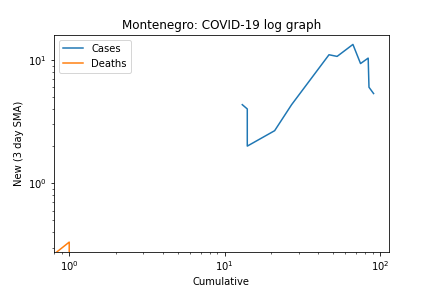 Montenegro: COVID-19 log graph
Cases
Deaths
New (3 day SMA)
10¹
10⁰
10⁰ 10¹ 10²
Cumulative